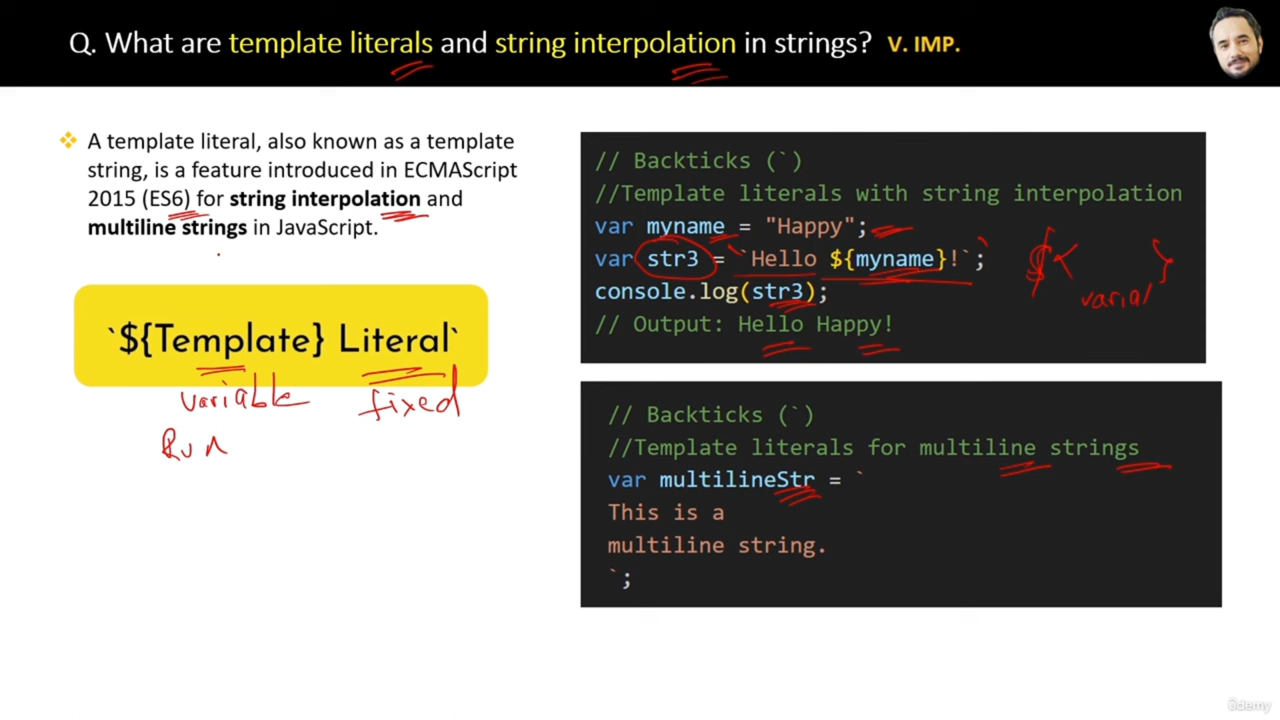 Q. What are template literals and string interpolation in strings? V. IMP.
❖ A template literal, also known as a template
string, is a feature introduced in ECMAScript
2015 (ES6) for string interpolation and
multiline strings in JavaScript.
`${Template} Literal`
variable fixed
Run
// Backticks (`)
//Template literals with string interpolation
var myname = "Happy";
var str3 = `Hello ${myname}!`;
console.log(str3);
// Output: Hello Happy!
${ }
varial
// Backticks (`)
//Template literals for multiline strings
var multilineStr = `
This is a
multiline string.
`;
ûdemy